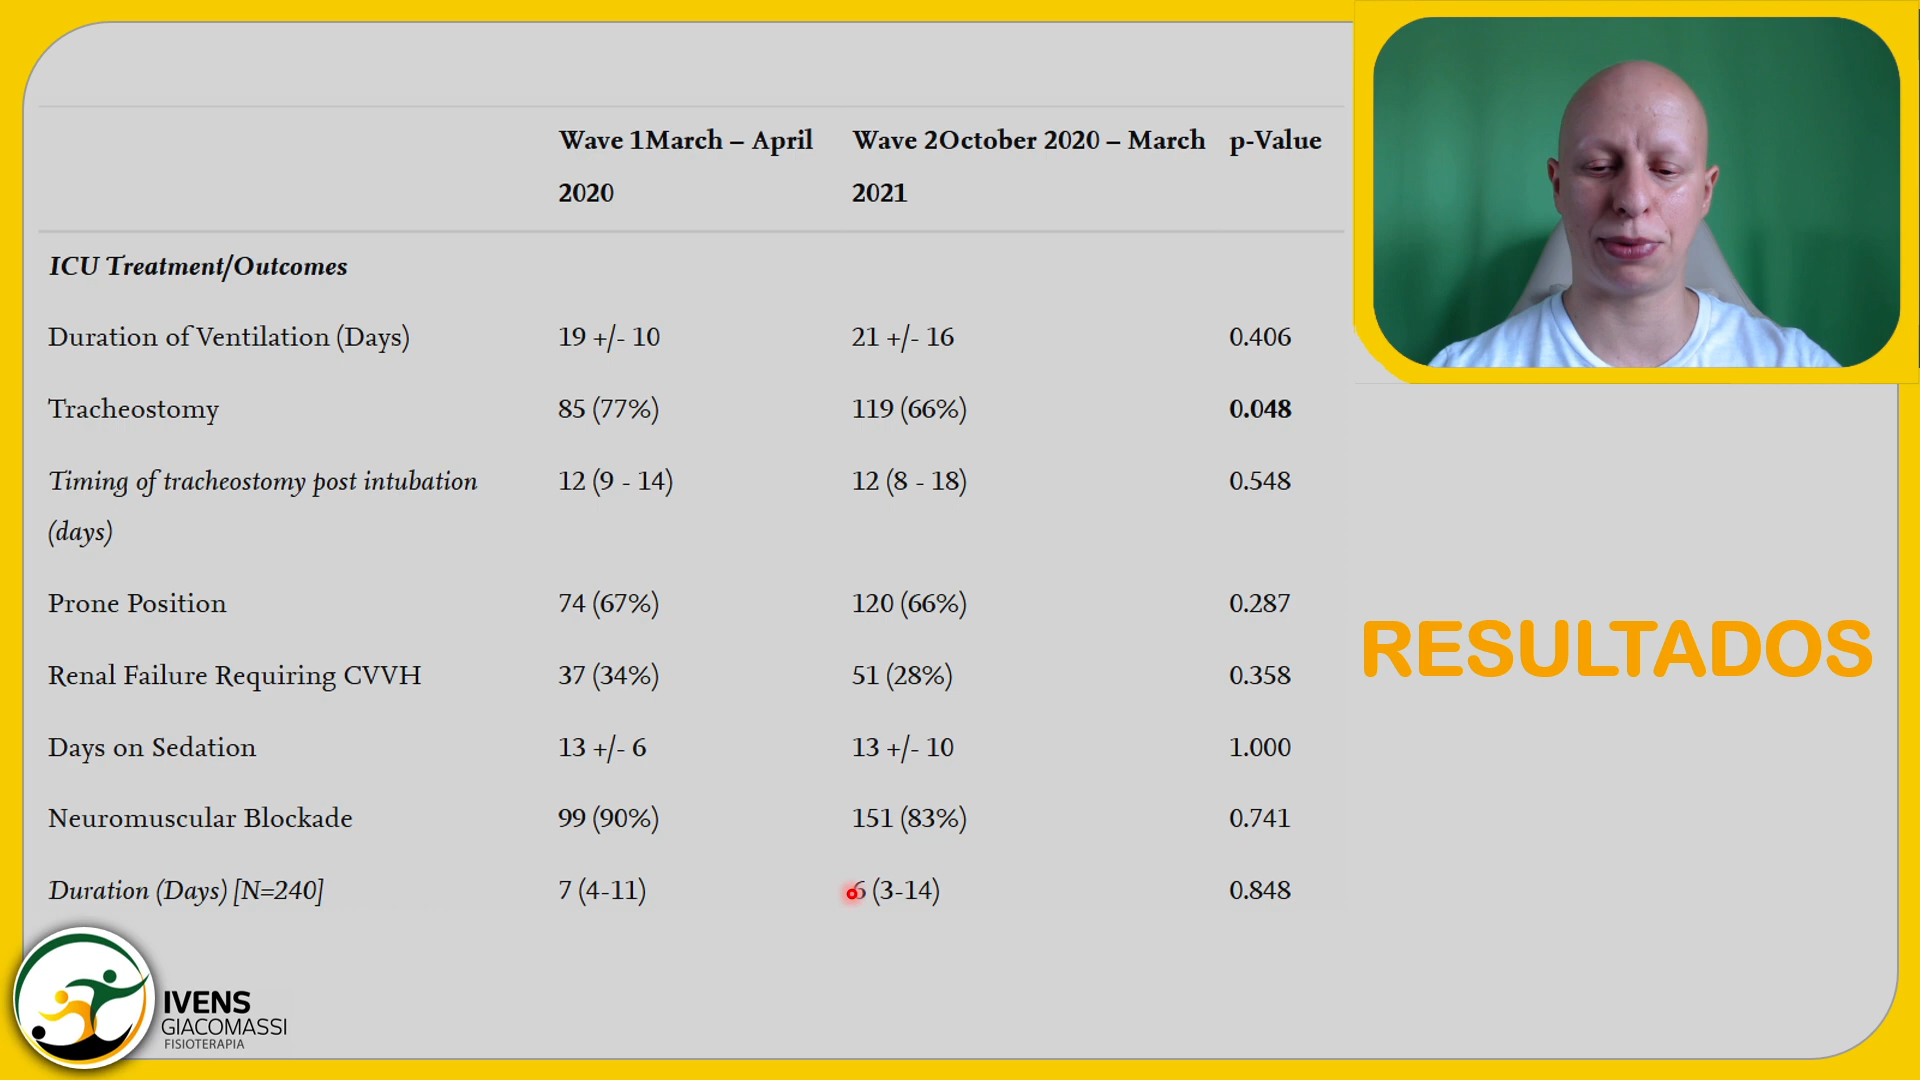 Wave 1March – April Wave 2October 2020 – March p-Value
2020 2021
ICU Treatment/Outcomes
Duration of Ventilation (Days) 19 +/- 10 21 +/- 16 0.406
Tracheostomy 85 (77%) 119 (66%) 0.048
Timing of tracheostomy post intubation 12 (9 - 14) 12 (8 - 18) 0.548
(days)
Prone Position 74 (67%) 120 (66%) 0.287
Renal Failure Requiring CVVH 37 (34%) 51 (28%) 0.358
Days on Sedation 13 +/- 6 13 +/- 10 1.000
Neuromuscular Blockade 99 (90%) 151 (83%) 0.741
Duration (Days) [N=240] 7 (4-11) 6 (3-14) 0.848
RESULTADOS
IVENS
GIACOMASSI
FISIOTERAPIA